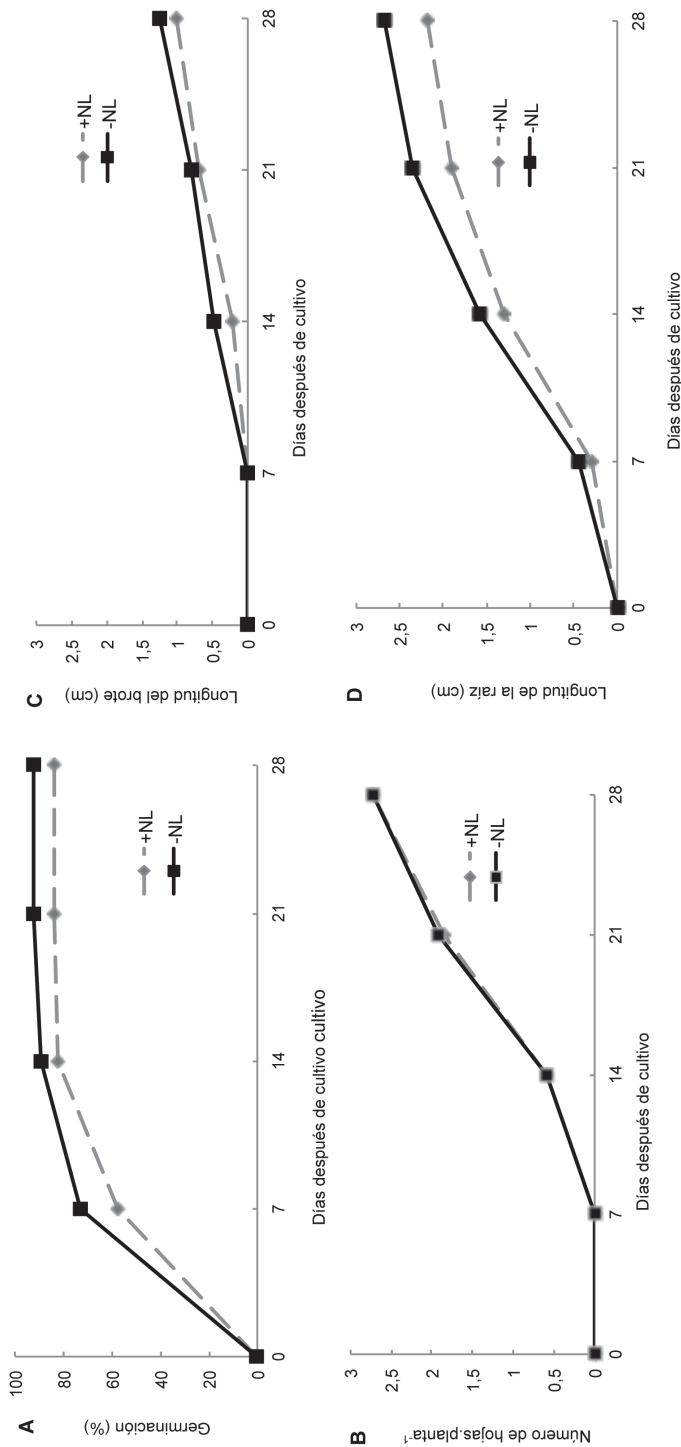 A
Germinación (%)
100
80
60
40
20
0
0 7 14 21 28
Días después de cultivo cultivo
+NL
-NL
B
Número de hojas.planta⁻¹
3
2,5
2
1,5
1
0,5
0
0 7 14 21 28
Días después de cultivo
+NL
-NL
C
Longitud del brote (cm)
3
2,5
2
1,5
1
0,5
0
0 7 14 21 28
Días después de cultivo
+NL
-NL
D
Longitud de la raíz (cm)
3
2,5
2
1,5
1
0,5
0
0 7 14 21 28
Días después de cultivo
+NL
-NL